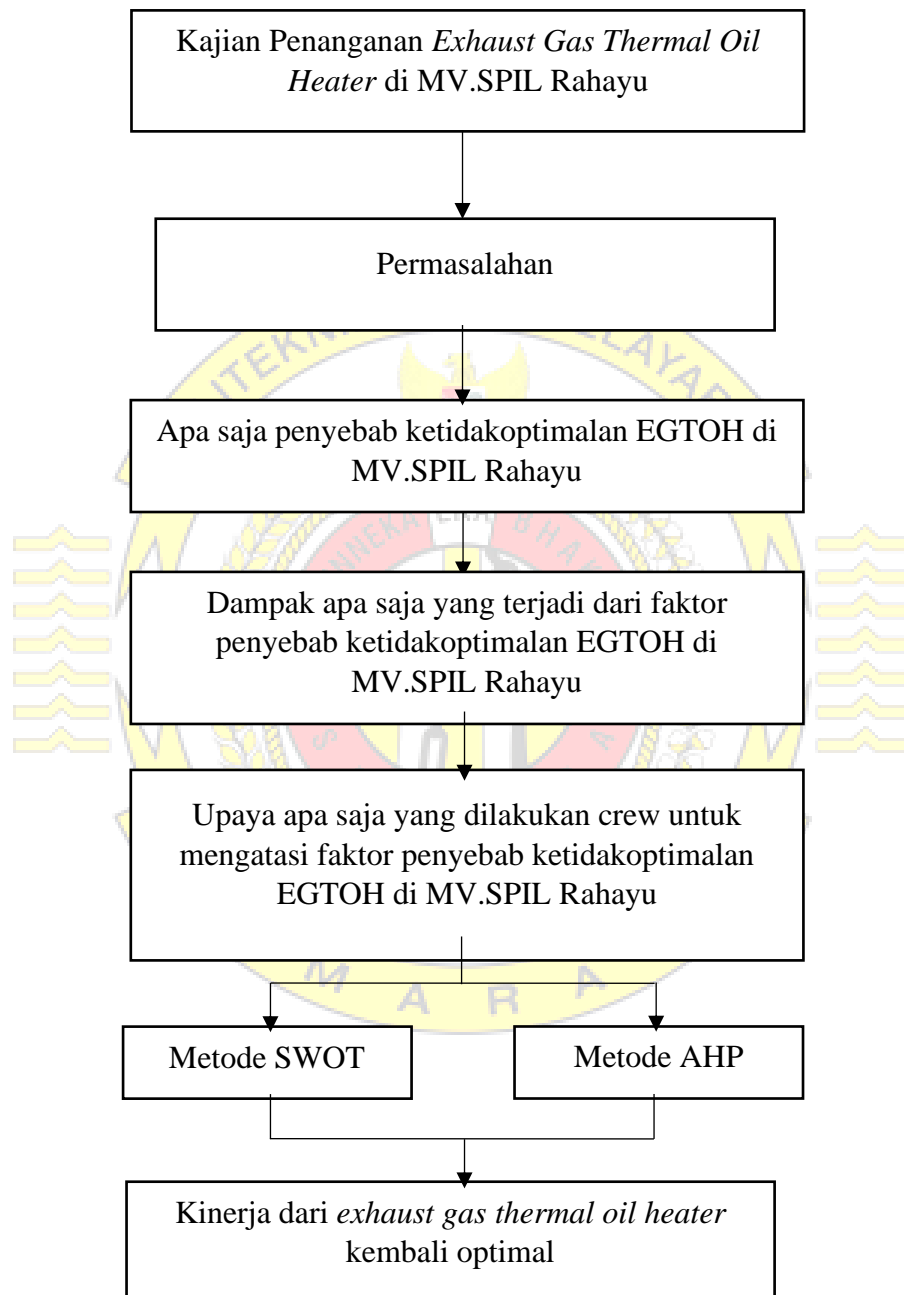 Kajian Penanganan Exhaust Gas Thermal Oil
Heater di MV.SPIL Rahayu
Permasalahan
Apa saja penyebab ketidakoptimalan EGTOH di
MV.SPIL Rahayu
Dampak apa saja yang terjadi dari faktor
penyebab ketidakoptimalan EGTOH di
MV.SPIL Rahayu
Upaya apa saja yang dilakukan crew untuk
mengatasi faktor penyebab ketidakoptimalan
EGTOH di MV.SPIL Rahayu
M A R A
Metode SWOT
Metode AHP
Kinerja dari exhaust gas thermal oil heater
kembali optimal